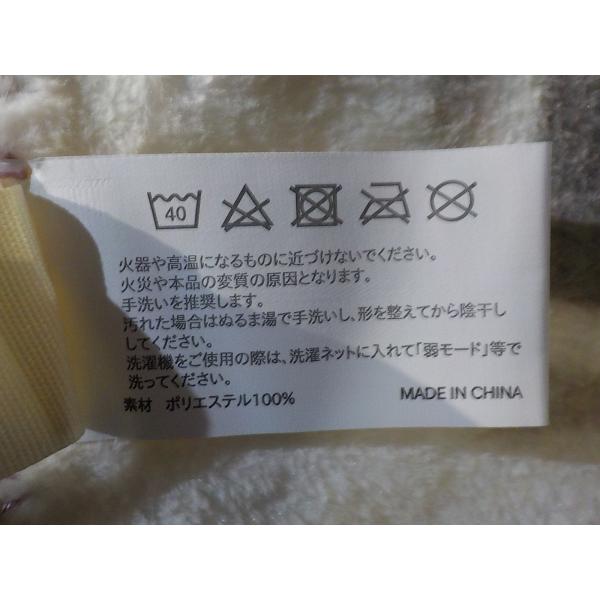 40
火器や高温になるものに近づけないでください。
火災や本品の変質の原因となります。
手洗いを推奨します。
汚れた場合はぬるま湯で手洗いし、形を整えてから陰干し
してください。
洗濯機をご使用の際は、洗濯ネットに入れて「弱モード」等で
洗ってください。
素材 ポリエステル100% MADE IN CHINA